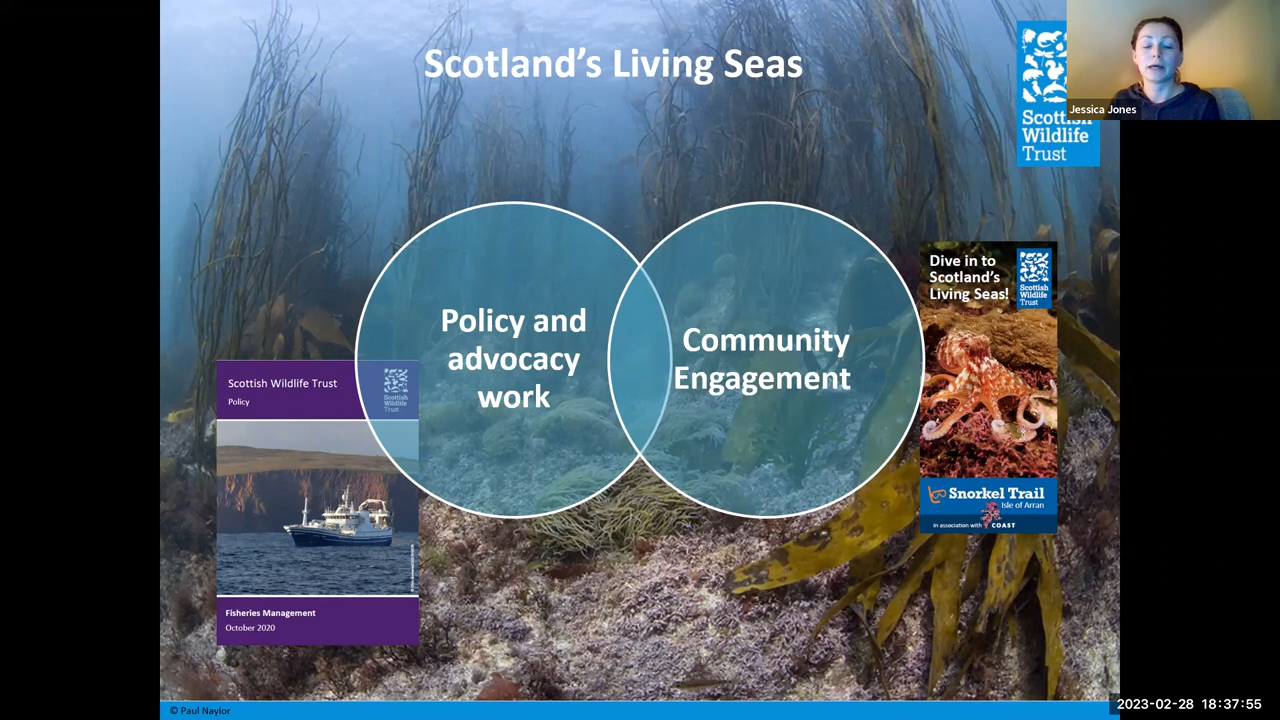 Scotland's Living Seas
Jessica Jones
Scottish
Wildlife
Trust
Policy and
advocacy
work
Community
Engagement
Scottish Wildlife Trust
Policy
Scottish
Wildlife
Trust
Fisheries Management
October 2020
Dive in to
Scotland's
Living Seas!
Scottish
Wildlife
Trust
Snorkel Trail
Isle of Arran
In association with COAST
© Paul Naylor
2023-02-28 18:37:55